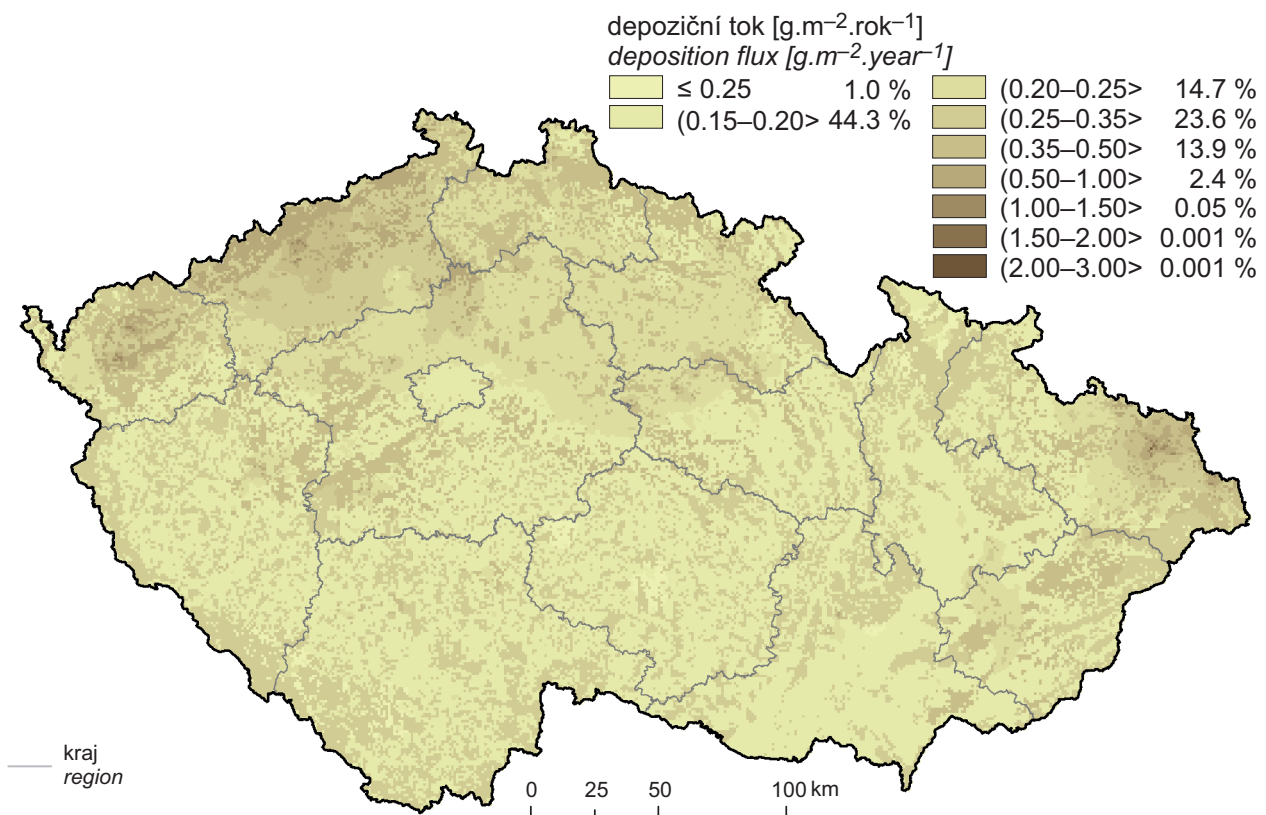 depoziční tok [g.m–2.rok–1]
deposition flux [g.m–2.year–1]
≤ 0.25 1.0 %
(0.15–0.20> 44.3 %
(0.20–0.25> 14.7 %
(0.25–0.35> 23.6 %
(0.35–0.50> 13.9 %
(0.50–1.00> 2.4 %
(1.00–1.50> 0.05 %
(1.50–2.00> 0.001 %
(2.00–3.00> 0.001 %
kraj
region
0 25 50 100 km